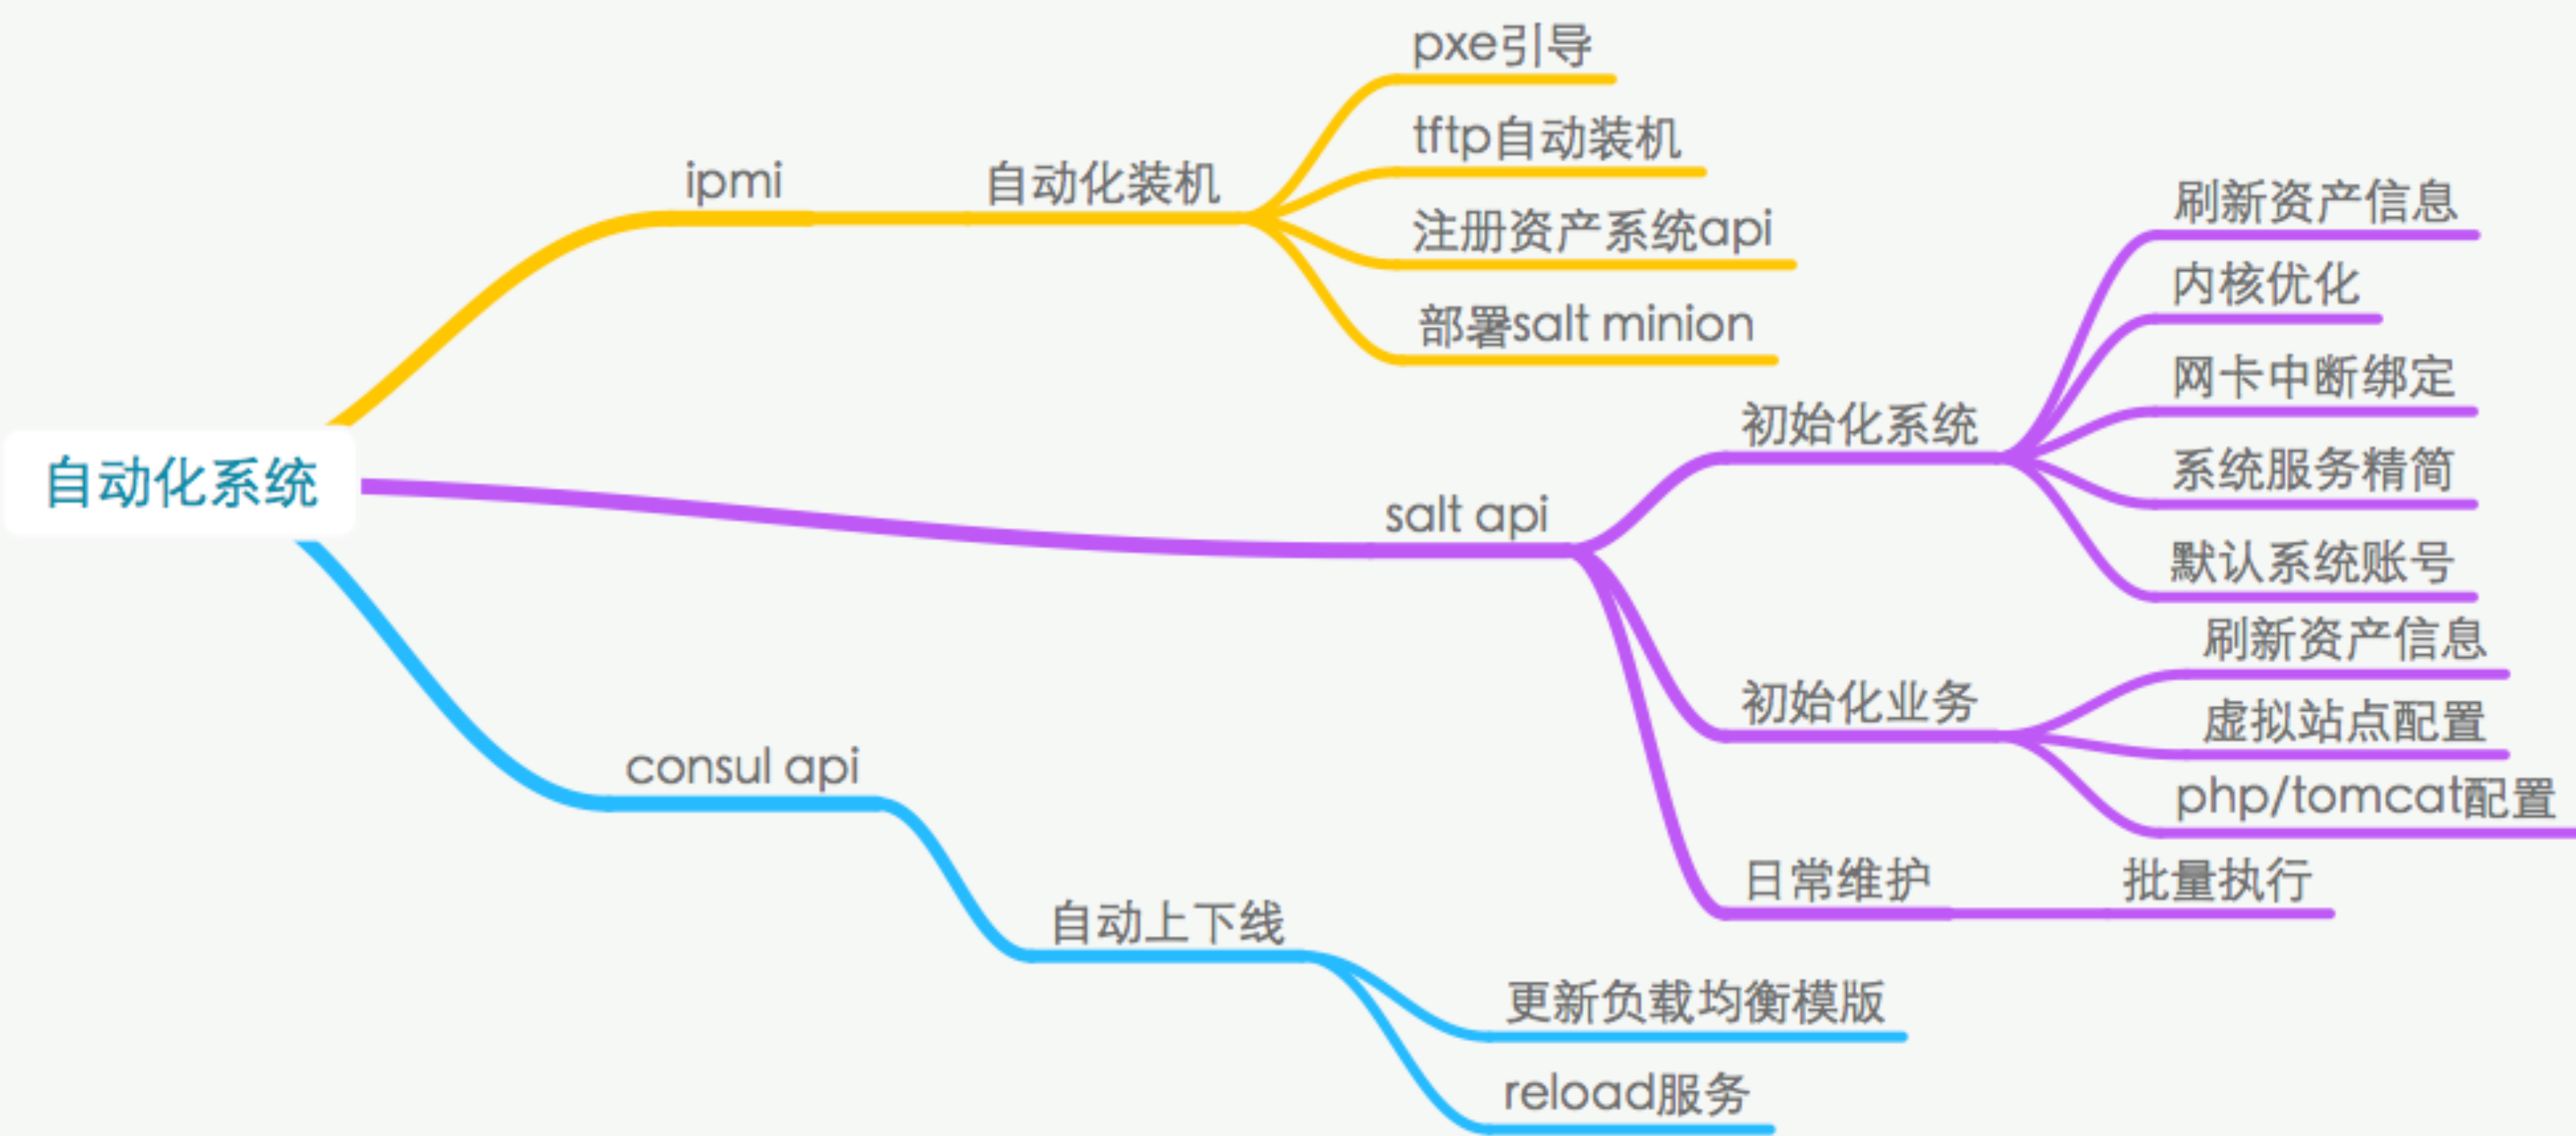 自动化系统
ipmi
自动化装机
pxe引导
tftp自动装机
注册资产系统api
部署salt minion
salt api
初始化系统
刷新资产信息
内核优化
网卡中断绑定
系统服务精简
默认系统账号
初始化业务
刷新资产信息
虚拟站点配置
php/tomcat配置
日常维护
批量执行
consul api
自动上下线
更新负载均衡模版
reload服务